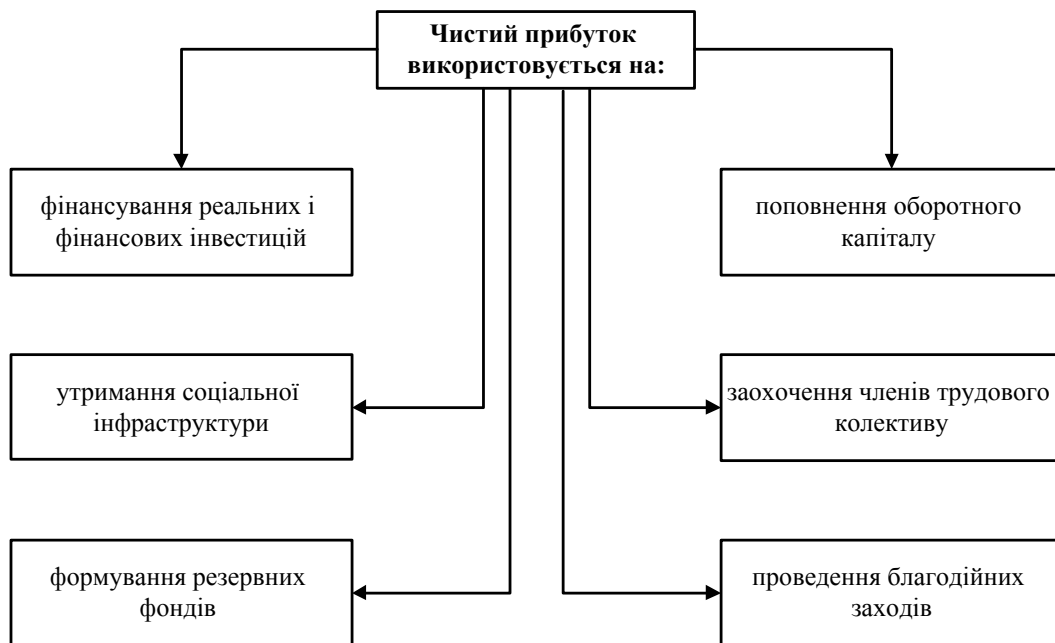 Чистий прибуток
використовується на:
фінансування реальних і
фінансових інвестицій
поповнення оборотного
капіталу
утримання соціальної
інфраструктури
заохочення членів трудового
колективу
формування резервних
фондів
проведення благодійних
заходів